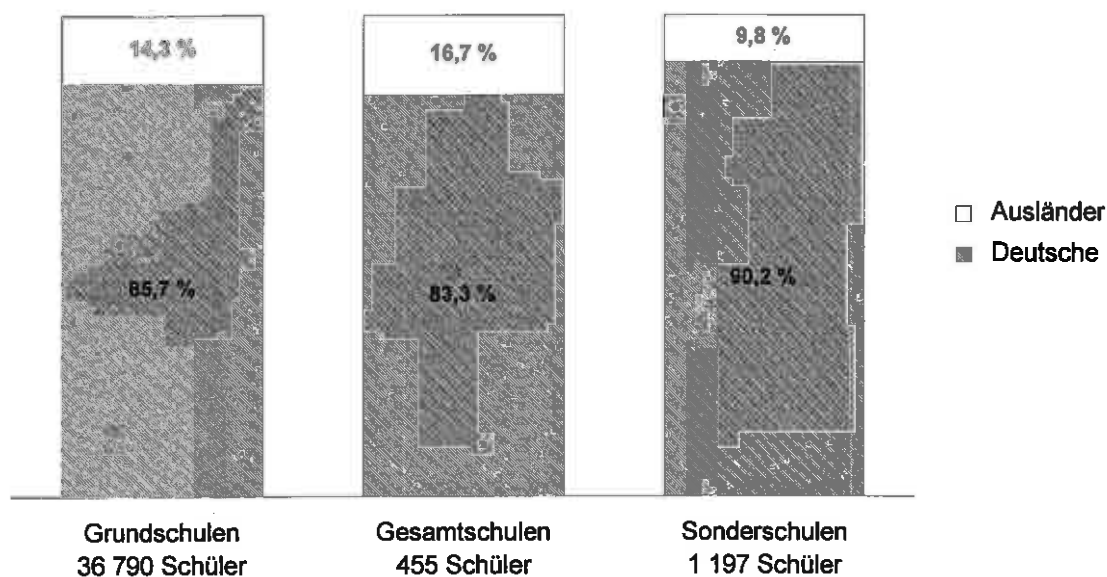 14,3 %
16,7 %
9,8 %
Ausländer
Deutsche
85,7 %
83,3 %
90,2 %
Grundschulen
36 790 Schüler
Gesamtschulen
455 Schüler
Sonderschulen
1 197 Schüler